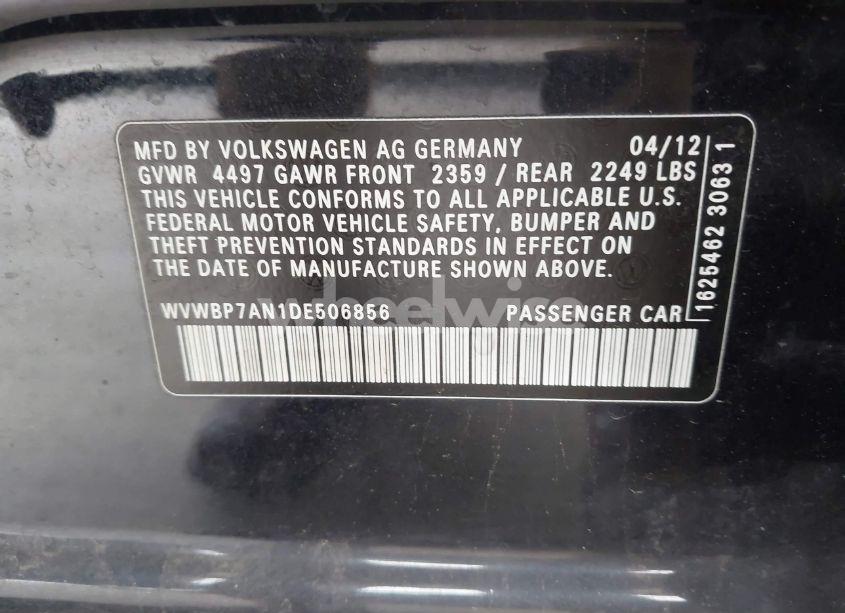 MFD BY VOLKSWAGEN AG GERMANY 04/12
GVWR 4497 GAWR FRONT 2359 / REAR 2249 LBS
THIS VEHICLE CONFORMS TO ALL APPLICABLE U.S.
FEDERAL MOTOR VEHICLE SAFETY, BUMPER AND
THEFT PREVENTION STANDARDS IN EFFECT ON
THE DATE OF MANUFACTURE SHOWN ABOVE.
WVWBP7AN1DE506856 PASSENGER CAR
1625462 30631
wheelwise